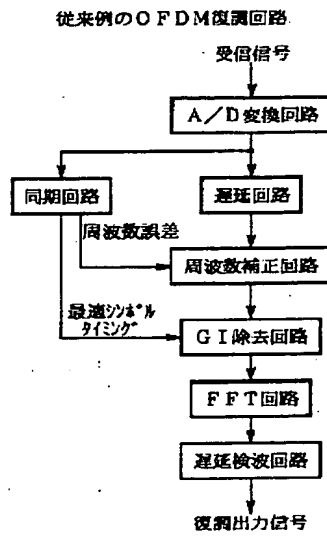 従来例のOFDM復調回路
受信信号
A/D変換回路
同期回路
遅延回路
周波数誤差
周波数補正回路
最適シンボル
タイミング
GI除去回路
FFT回路
遅延検波回路
復調出力信号